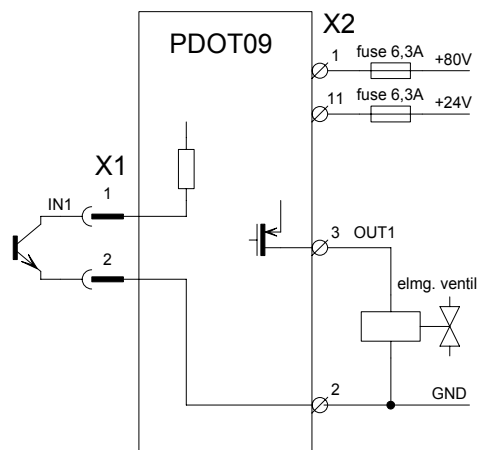 X2
PDOT09
1 fuse 6,3A +80V
11 fuse 6,3A +24V
X1
IN1 1
2
3 OUT1
elmg. ventil
2 GND